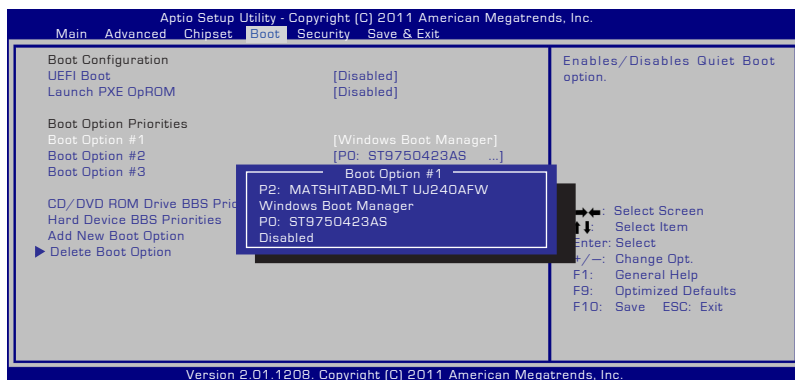 Aptio Setup Utility - Copyright (C) 2011 American Megatrends, Inc.
Main Advanced Chipset Boot Security Save & Exit
Boot Configuration
UEFI Boot [Disabled]
Launch PXE OpROM [Disabled]
Boot Option Priorities
Boot Option #1 [Windows Boot Manager]
Boot Option #2 [P0: ST9750423AS ...]
Boot Option #3
CD/DVD ROM Drive BBS
Hard Device BBS Priorities
Add New Boot Option
Delete Boot Option
Boot Option #1
P2: MATSHITABD-MLT UJ240AFW
Windows Boot Manager
P0: ST9750423AS
Disabled
Enables/Disables Quiet Boot
option.
→←: Select Screen
↑↓: Select Item
Enter: Select
+/—: Change Opt.
F1: General Help
F9: Optimized Defaults
F10: Save ESC: Exit
Version 2.01.1208. Copyright (C) 2011 American Megatrends, Inc.